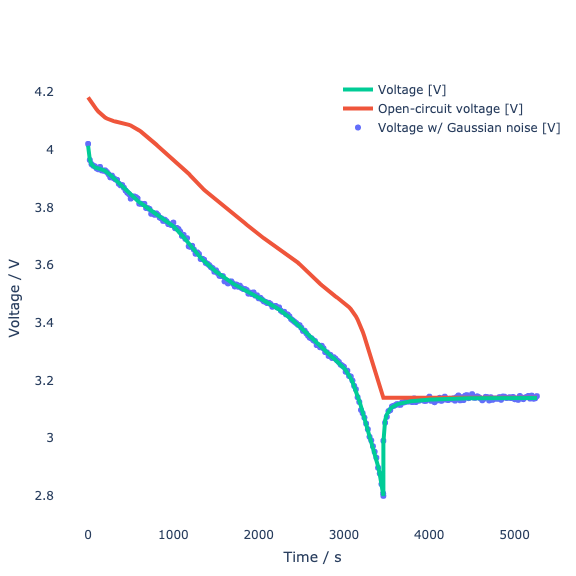 Voltage [V]
Open-circuit voltage [V]
Voltage w/ Gaussian noise [V]
4.2
4
3.8
3.6
3.4
3.2
3
2.8
Voltage / V
0 1000 2000 3000 4000 5000
Time / s